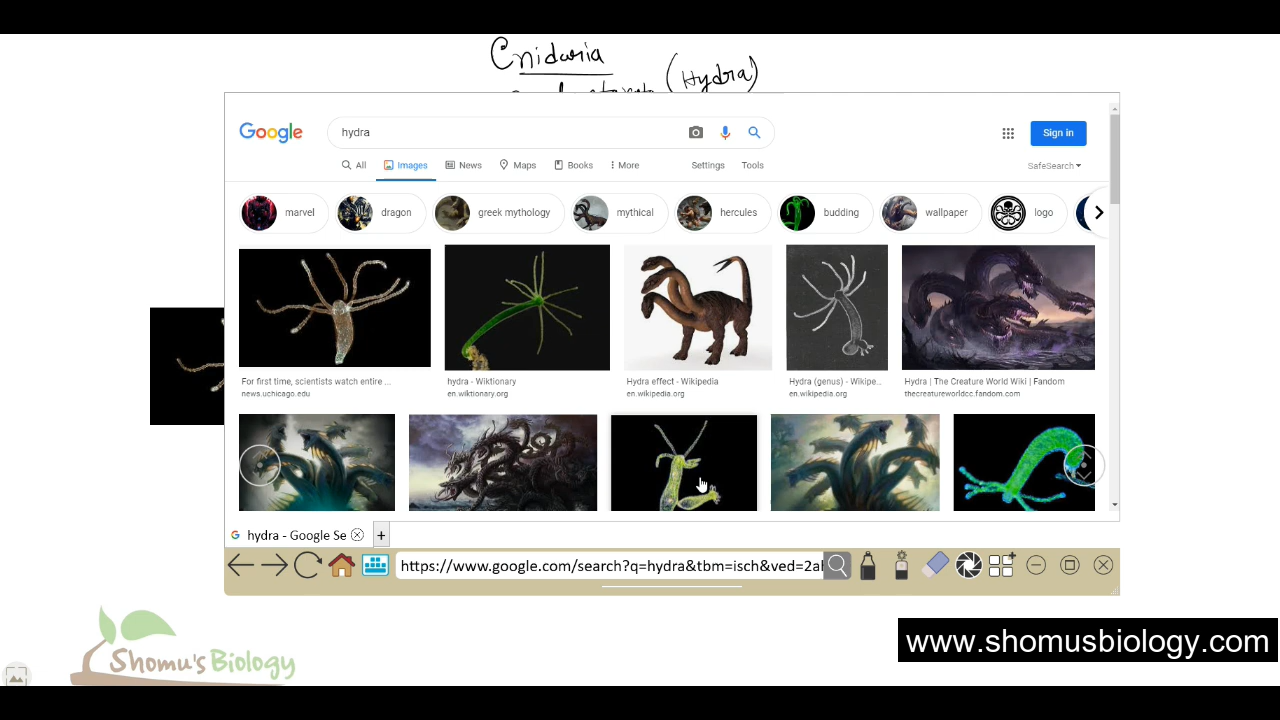 Cnidaria
(Hydra)
Google
hydra
Sign in
All
Images
News
Maps
Books
More
Settings
Tools
SafeSearch
marvel
dragon
greek mythology
mythical
hercules
budding
wallpaper
logo
For first time, scientists watch entire ...
news.uchicago.edu
hydra - Wiktionary
en.wiktionary.org
Hydra effect - Wikipedia
en.wikipedia.org
Hydra (genus) - Wikipe...
en.wikipedia.org
Hydra | The Creature World Wiki | Fandom
thecreatureworldcc.fandom.com
hydra - Google Se
https://www.google.com/search?q=hydra&tbm=isch&ved=2a
Shomu's Biology
www.shomusbiology.com